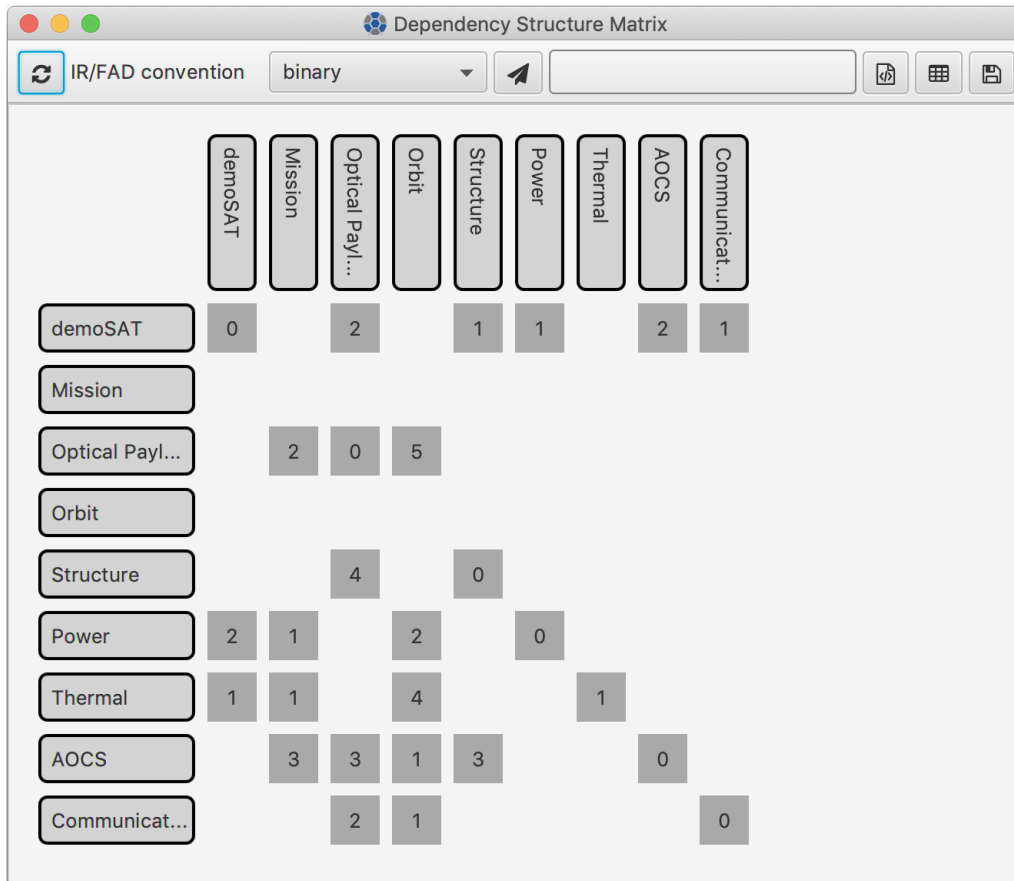 Dependency Structure Matrix
IR/FAD convention binary
demoSAT Mission Optical Payl... Orbit Structure Power Thermal AOCS Communicat...
demoSAT 0 2 1 1 2 1
Mission
Optical Payl... 2 0 5
Orbit
Structure 4 0
Power 2 1 2 0
Thermal 1 1 4 1
AOCS 3 3 1 3 0
Communicat... 2 1 0